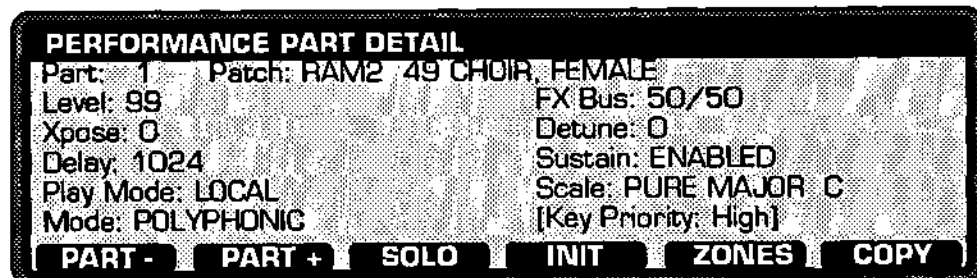 PERFORMANCE PART DETAIL
Part: 1 Patch: RAM2 49 CHOIR, FEMALE
Level: 99 FX Bus: 50/50
Xpose: 0 Detune: 0
Delay: 1024 Sustain: ENABLED
Play Mode: LOCAL Scale: PURE MAJOR C
Mode: POLYPHONIC [Key Priority: High]
PART - PART + SOLO INIT ZONES COPY